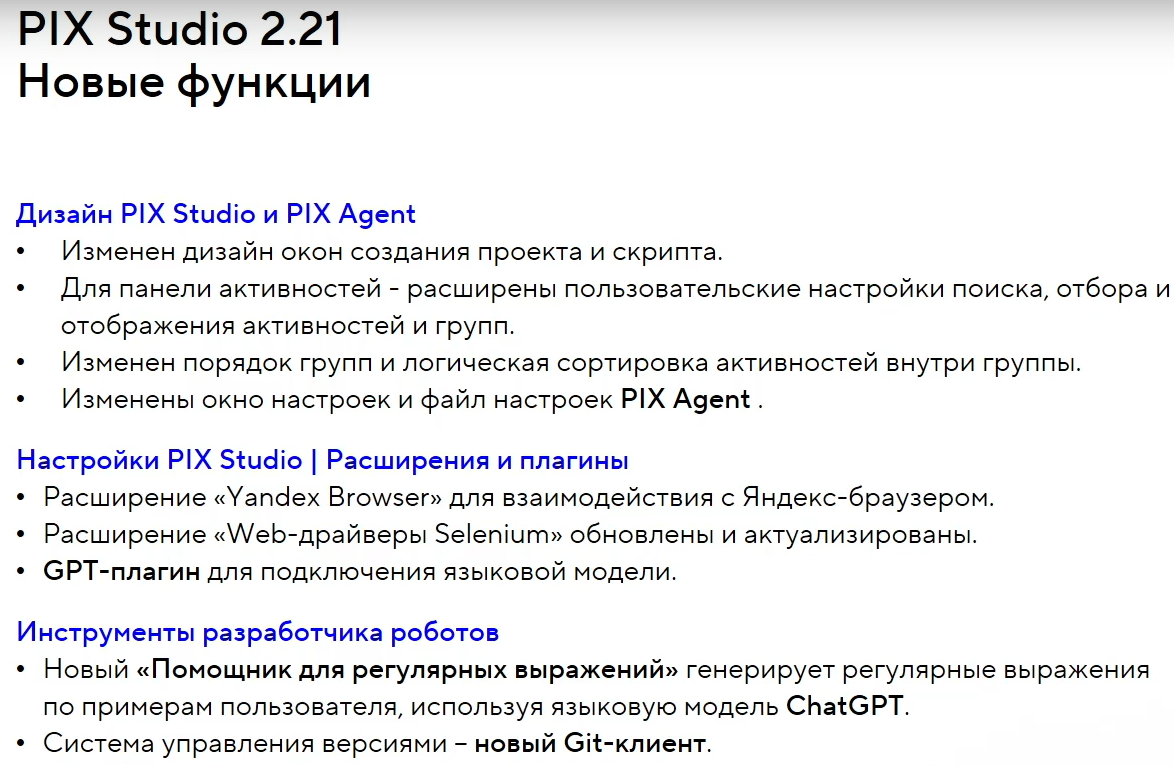 PIX Studio 2.21
Новые функции
Дизайн PIX Studio и PIX Agent
• Изменен дизайн окон создания проекта и скрипта.
• Для панели активностей - расширены пользовательские настройки поиска, отбора и
отображения активностей и групп.
• Изменен порядок групп и логическая сортировка активностей внутри группы.
• Изменены окно настроек и файл настроек PIX Agent .
Настройки PIX Studio | Расширения и плагины
• Расширение «Yandex Browser» для взаимодействия с Яндекс-браузером.
• Расширение «Web-драйверы Selenium» обновлены и актуализированы.
• GPT-плагин для подключения языковой модели.
Инструменты разработчика роботов
• Новый «Помощник для регулярных выражений» генерирует регулярные выражения
по примерам пользователя, используя языковую модель ChatGPT.
• Система управления версиями – новый Git-клиент.